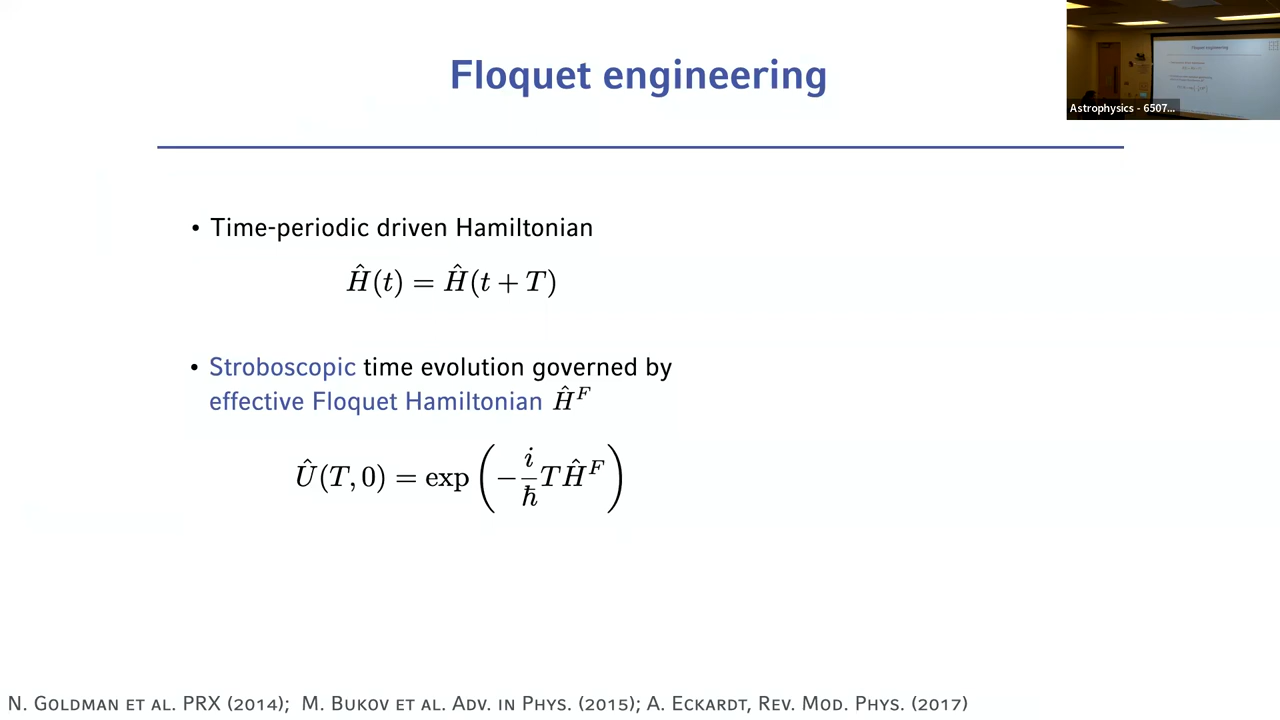 Floquet engineering
Astrophysics - 6507...
• Time-periodic driven Hamiltonian
Ĥ(t) = Ĥ(t + T)
• Stroboscopic time evolution governed by
effective Floquet Hamiltonian Ĥ^F
Û(T, 0) = exp(−i/ħ TĤ^F)
N. Goldman et al. PRX (2014); M. Bukov et al. Adv. in Phys. (2015); A. Eckardt, Rev. Mod. Phys. (2017)